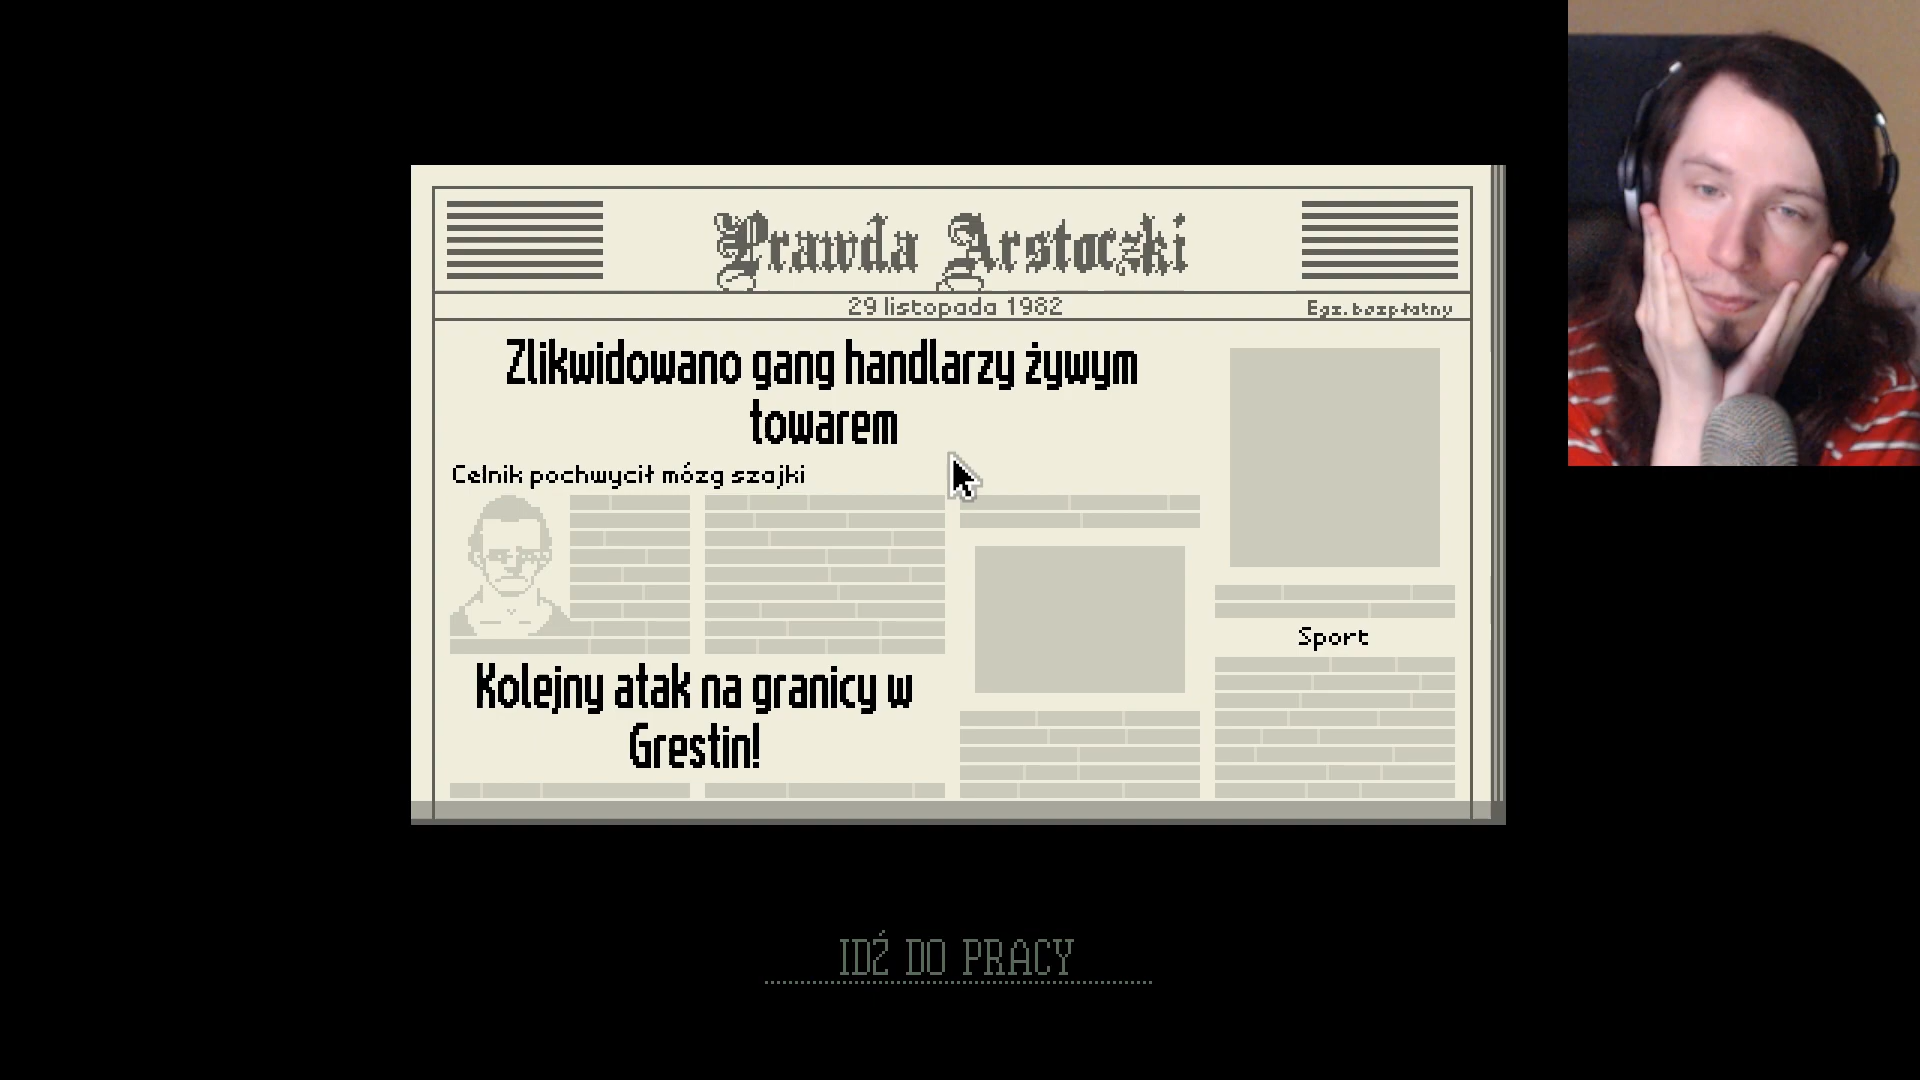 Prawda Arstoczki
29 listopada 1982
Egz. bezpłatny
Zlikwidowano gang handlarzy żywym
towarem
Celnik pochwycił mózg szajki
Kolejny atak na granicy w
Grestin!
Sport
IDŹ DO PRACY